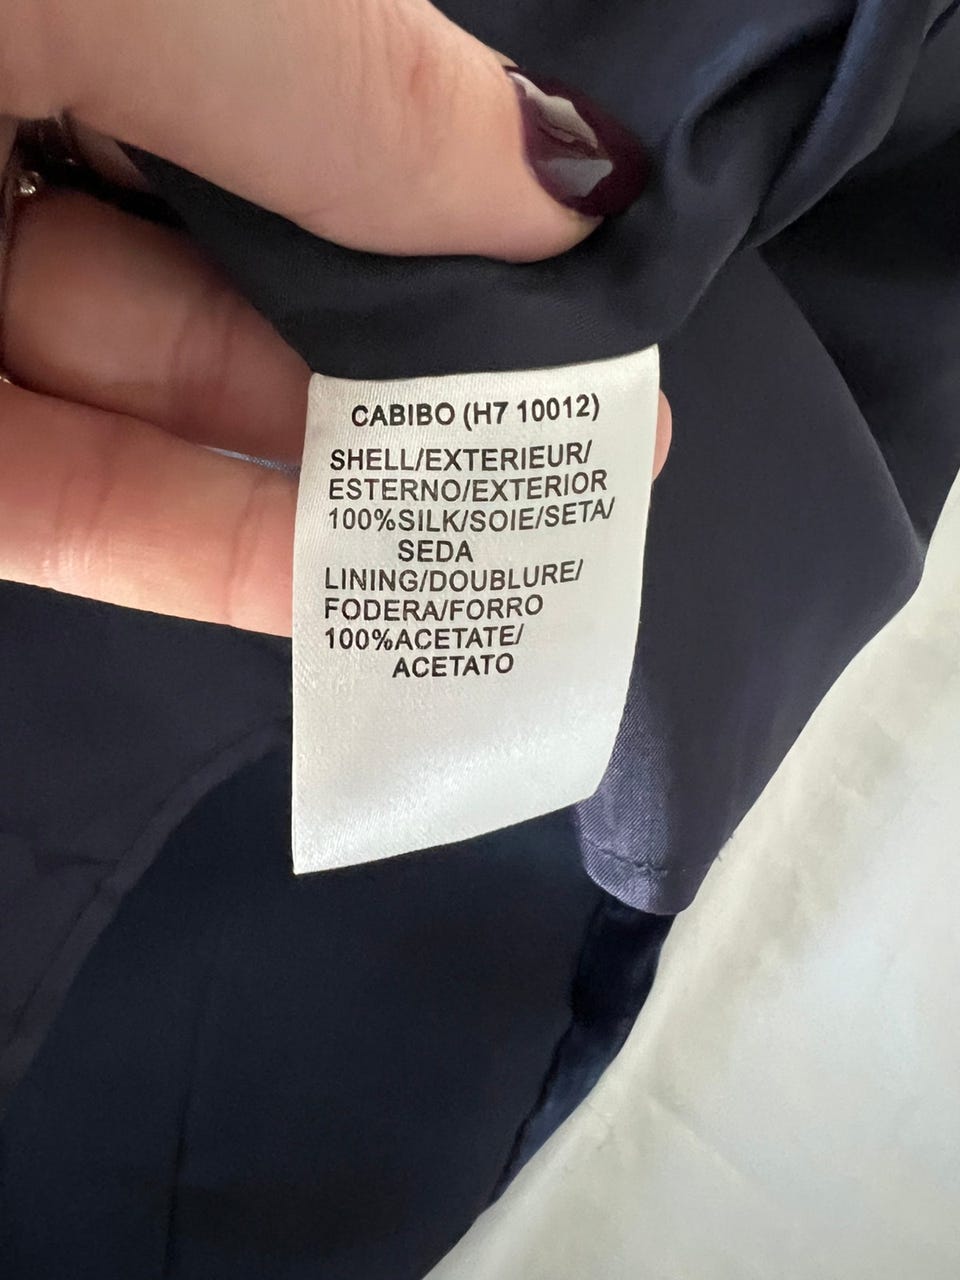 CABIBO (H7 10012)
SHELL/EXTERIEUR/
ESTERNO/EXTERIOR
100%SILK/SOIE/SETA/
SEDA
LINING/DOUBLURE/
FODERA/FORRO
100%ACETATE/
ACETATO